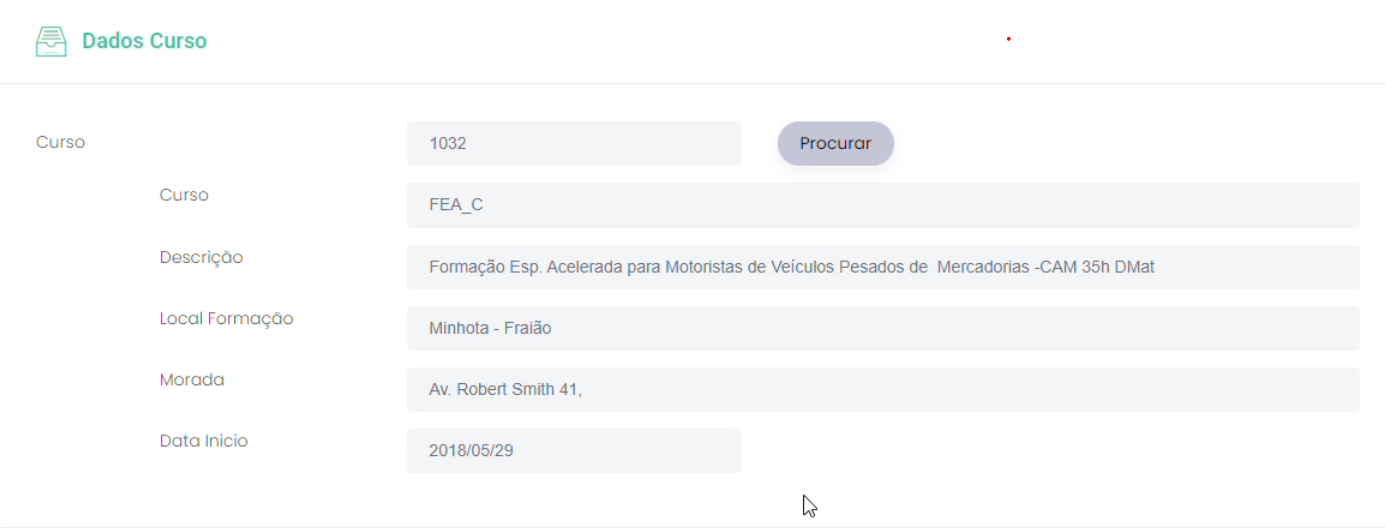 Dados Curso
Curso
1032
Procurar
Curso
FEA_C
Descrição
Formação Esp. Acelerada para Motoristas de Veículos Pesados de  Mercadorias -CAM 35h DMat
Local Formação
Minhota - Fraião
Morada
Av. Robert Smith 41,
Data Inicio
2018/05/29